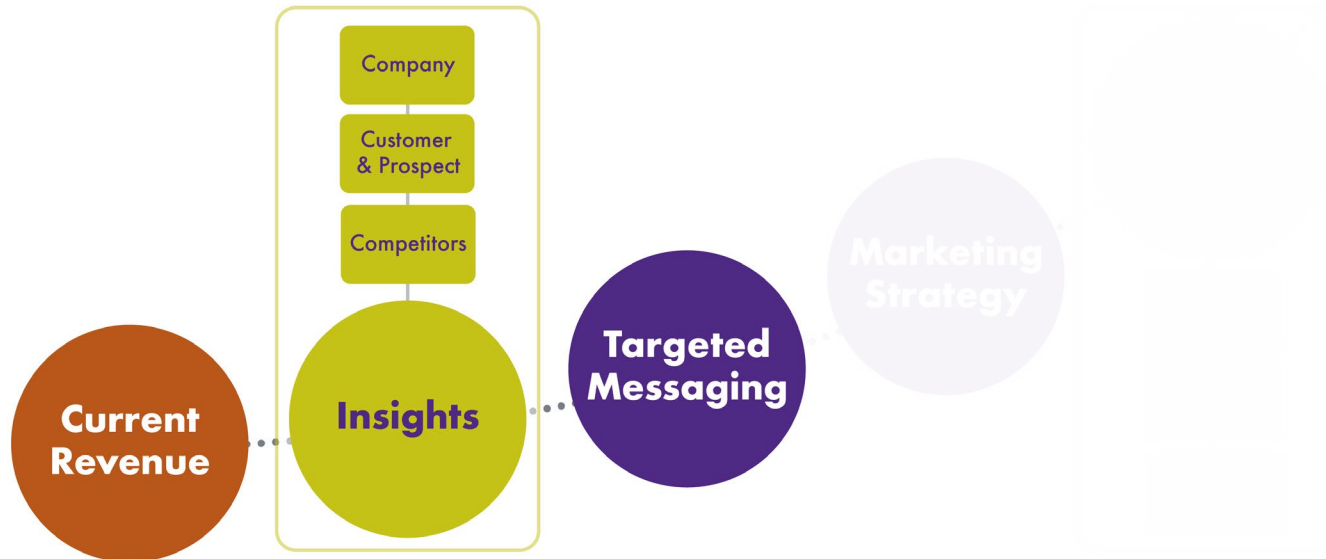 Company
Customer
& Prospect
Competitors
Current
Revenue
Insights
Targeted
Messaging
Marketing
Strategy